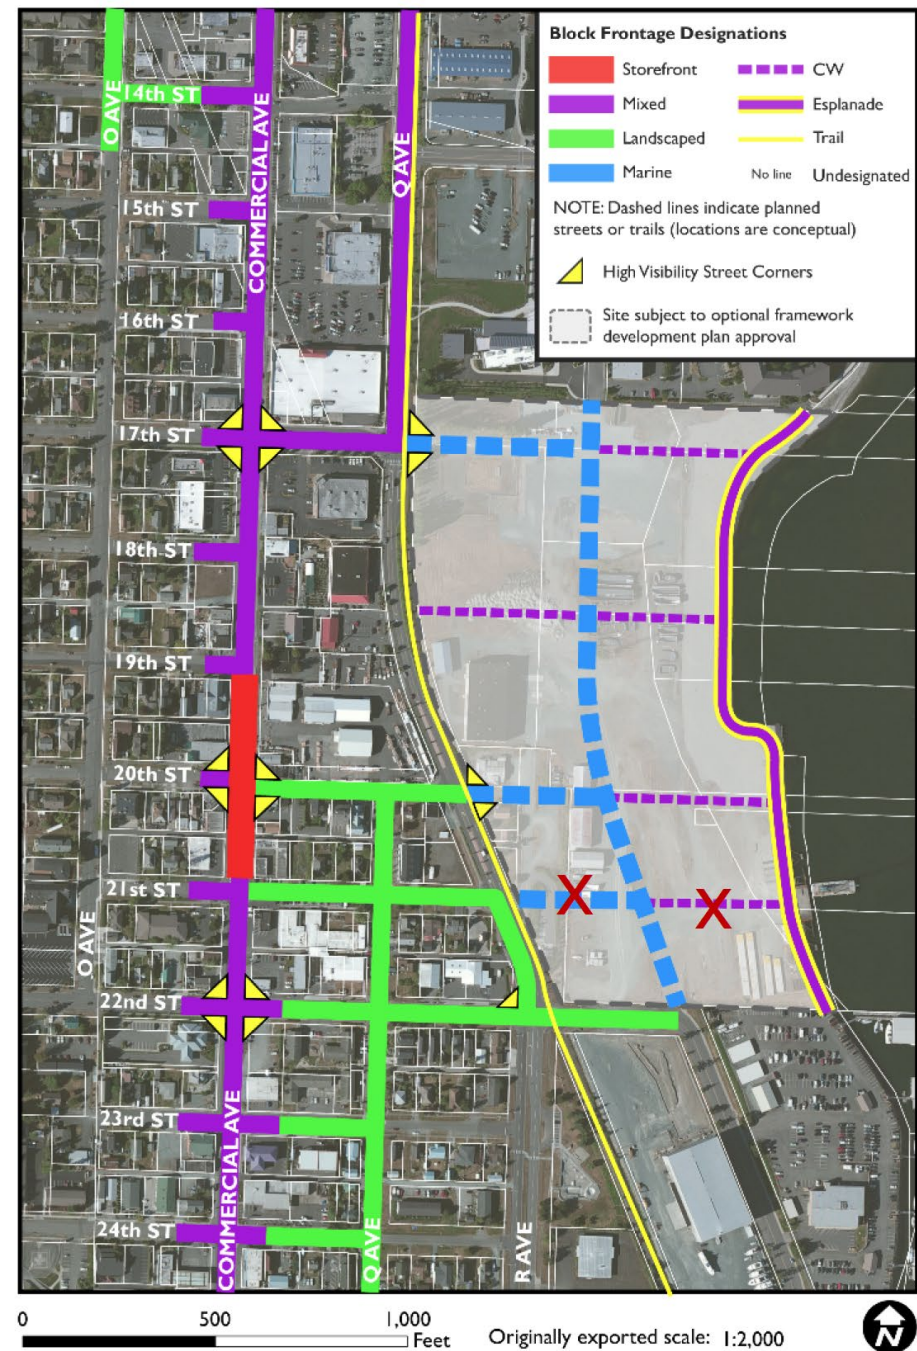 Block Frontage Designations
Storefront
CW
Mixed
Esplanade
Landscaped
Trail
Marine
No line
Undesignated
NOTE: Dashed lines indicate planned
streets or trails (locations are conceptual)
High Visibility Street Corners
Site subject to optional framework
development plan approval
O AVE
14th ST
COMMERCIAL AVE
Q AVE
15th ST
16th ST
17th ST
18th ST
19th ST
20th ST
21st ST
X
X
O AVE
22nd ST
23rd ST
COMMERCIAL AVE
24th ST
Q AVE
R AVE
0
500
1,000
Feet
Originally exported scale: 1:2,000
N